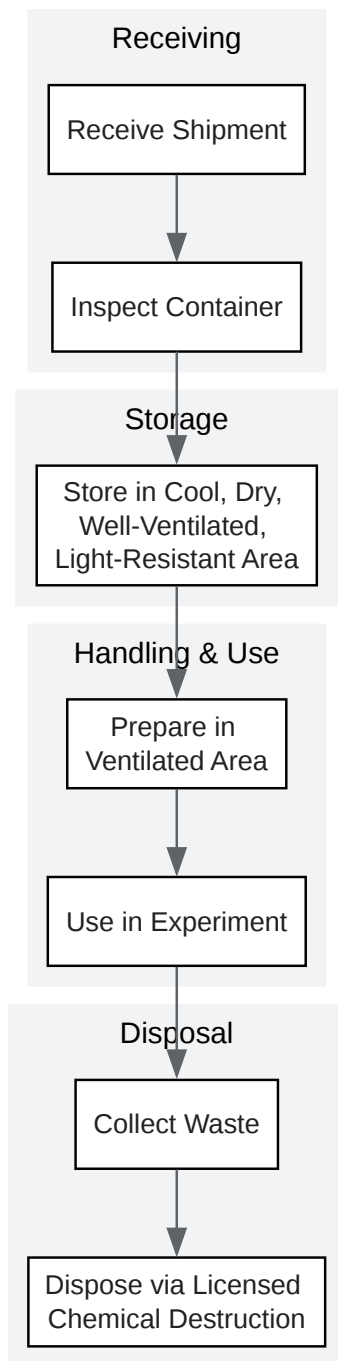 Receiving
Receive Shipment
Inspect Container
Storage
Store in Cool, Dry,
Well-Ventilated,
Light-Resistant Area
Handling & Use
Prepare in
Ventilated Area
Use in Experiment
Disposal
Collect Waste
Dispose via Licensed
Chemical Destruction